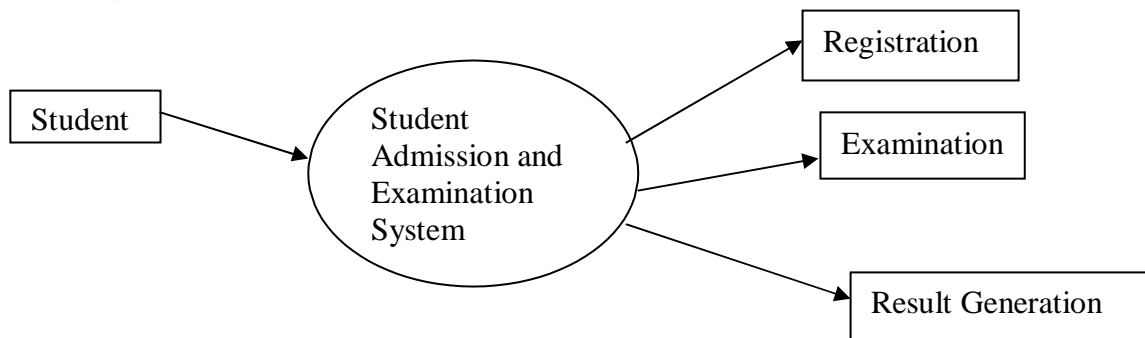 Registration
Student
Student
Admission and
Examination
System
Examination
Result Generation